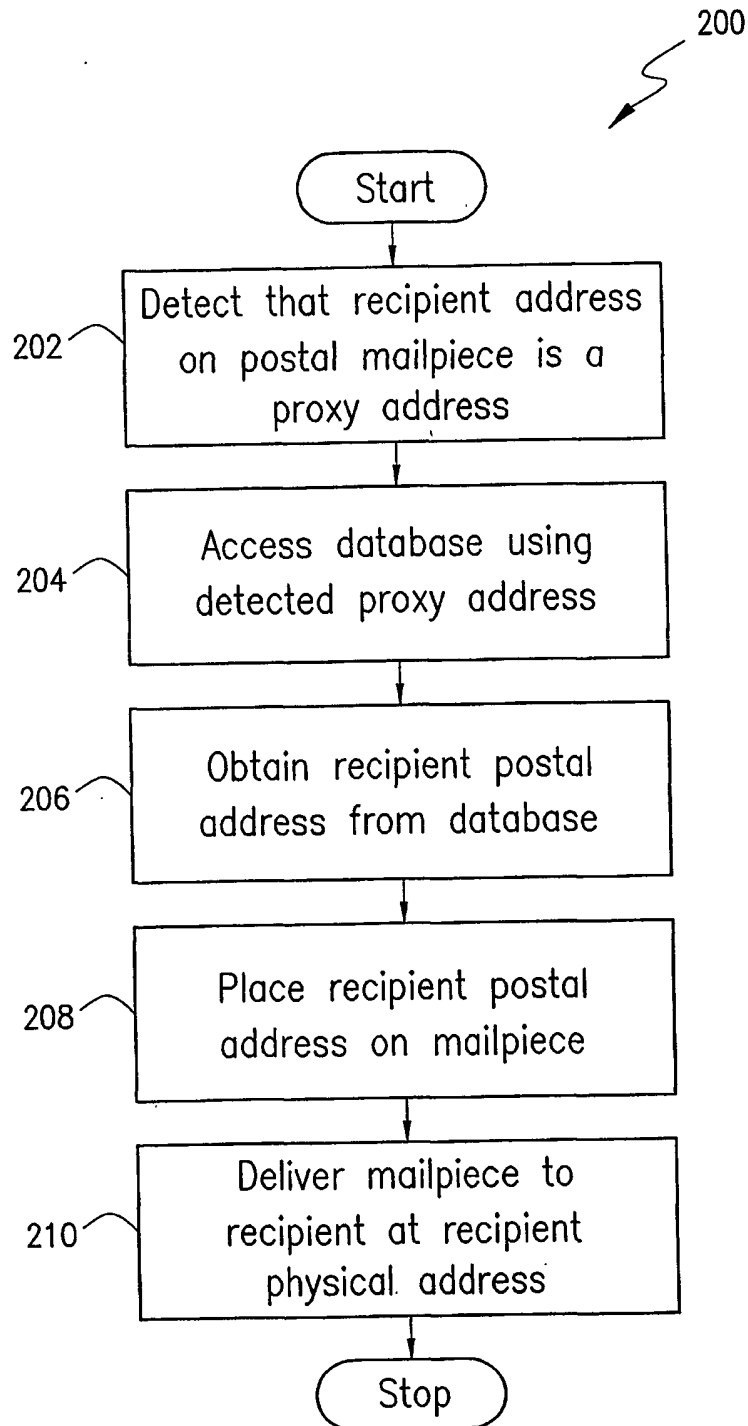 200
Start
202
Detect that recipient address
on postal mailpiece is a
proxy address
204
Access database using
detected proxy address
206
Obtain recipient postal
address from database
208
Place recipient postal
address on mailpiece
210
Deliver mailpiece to
recipient at recipient
physical address
Stop